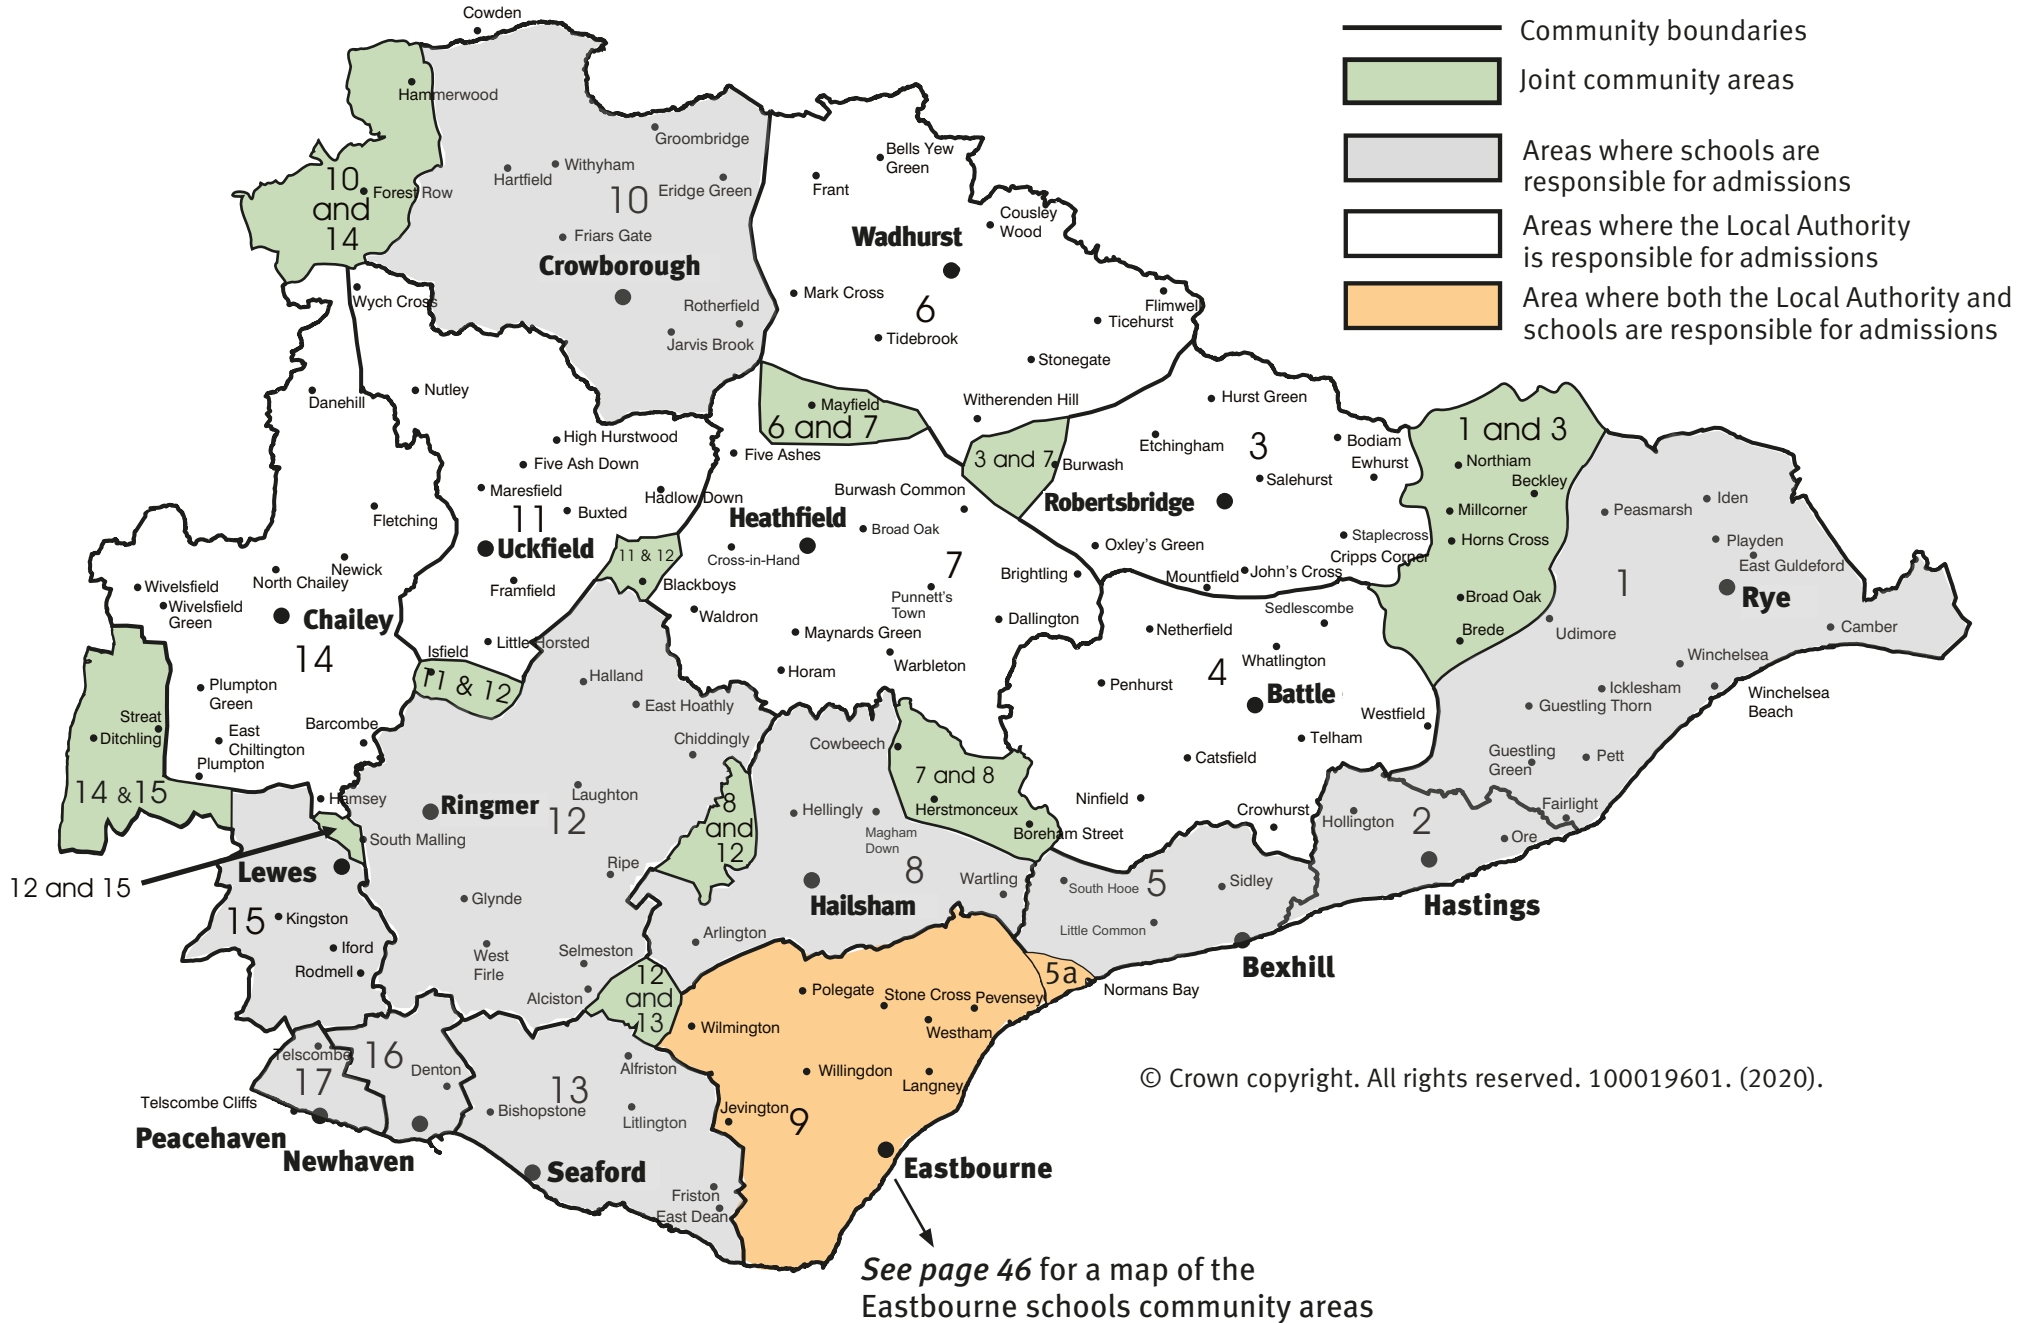 Cowden
Community boundaries
Joint community areas
Areas where schools are
responsible for admissions
Areas where the Local Authority
is responsible for admissions
Area where both the Local Authority and
schools are responsible for admissions
Hammerwood
Groombridge
Withyham
Hartfield
Eridge Green
10
and
14
Forest Row
10
Friars Gate
Crowborough
Rotherfield
Jarvis Brook
Bells Yew
Green
Frant
Cousley
Wood
Wadhurst
Mark Cross
6
Tidebrook
Flimwell
Ticehurst
Stonegate
Witherenden Hill
Wych Cross
Danehill
Nutley
High Hurstwood
Five Ash Down
Maresfield
Hadlow Down
Buxted
11
Uckfield
Framfield
Little Horsted
Isfield
11 & 12
11 & 12
Blackboys
Mayfield
6 and 7
Five Ashes
3 and 7
Burwash
Burwash Common
Heathfield
Broad Oak
Cross-in-Hand
7
Punnett's
Town
Brightling
Dallington
Waldron
Maynards Green
Warbleton
Horam
Hurst Green
Etchingham
3
Bodiam
Ewhurst
Salehurst
Robertsbridge
Staplecross
Cripps Corner
Oxley's Green
Mountfield
John's Cross
1 and 3
Northiam
Beckley
Millcorner
Horns Cross
Broad Oak
Brede
Iden
Peasmarsh
Playden
East Guldeford
1
Rye
Udimore
Camber
Winchelsea
Icklesham
Winchelsea
Beach
Guestling Thorn
Guestling
Green
Pett
Fairlight
Sedlescombe
Netherfield
Whatlington
4
Penhurst
Battle
Westfield
Telham
Catsfield
Ninfield
Crowhurst
Fletching
Newick
North Chailey
Wivelsfield
Wivelsfield
Green
Chailey
14
Plumpton
Green
Streat
Ditchling
East
Chiltington
Plumpton
Barcombe
14 &15
Hamsey
12 and 15
South Malling
Lewes
15
Kingston
Iford
Rodmell
Halland
East Hoathly
Chiddingly
Laughton
Ringmer
12
Ripe
Glynde
West
Firle
Selmeston
Alciston
8
and
12
Cowbeech
7 and 8
Herstmonceux
Boreham Street
Hellingly
Magham
Down
8
Wartling
Hailsham
Arlington
12
and
13
Hollington
2
Ore
Hastings
South Hooe
5
Sidley
Little Common
Bexhill
5a
Normans Bay
Polegate
Stone Cross
Pevensey
Westham
Wilmington
Willingdon
Langney
Jevington
9
Eastbourne
Telscombe
17
16
Denton
Telscombe Cliffs
Peacehaven
Newhaven
13
Alfriston
Bishopstone
Litlington
Seaford
Friston
East Dean
© Crown copyright. All rights reserved. 100019601. (2020).
See page 46 for a map of the
Eastbourne schools community areas